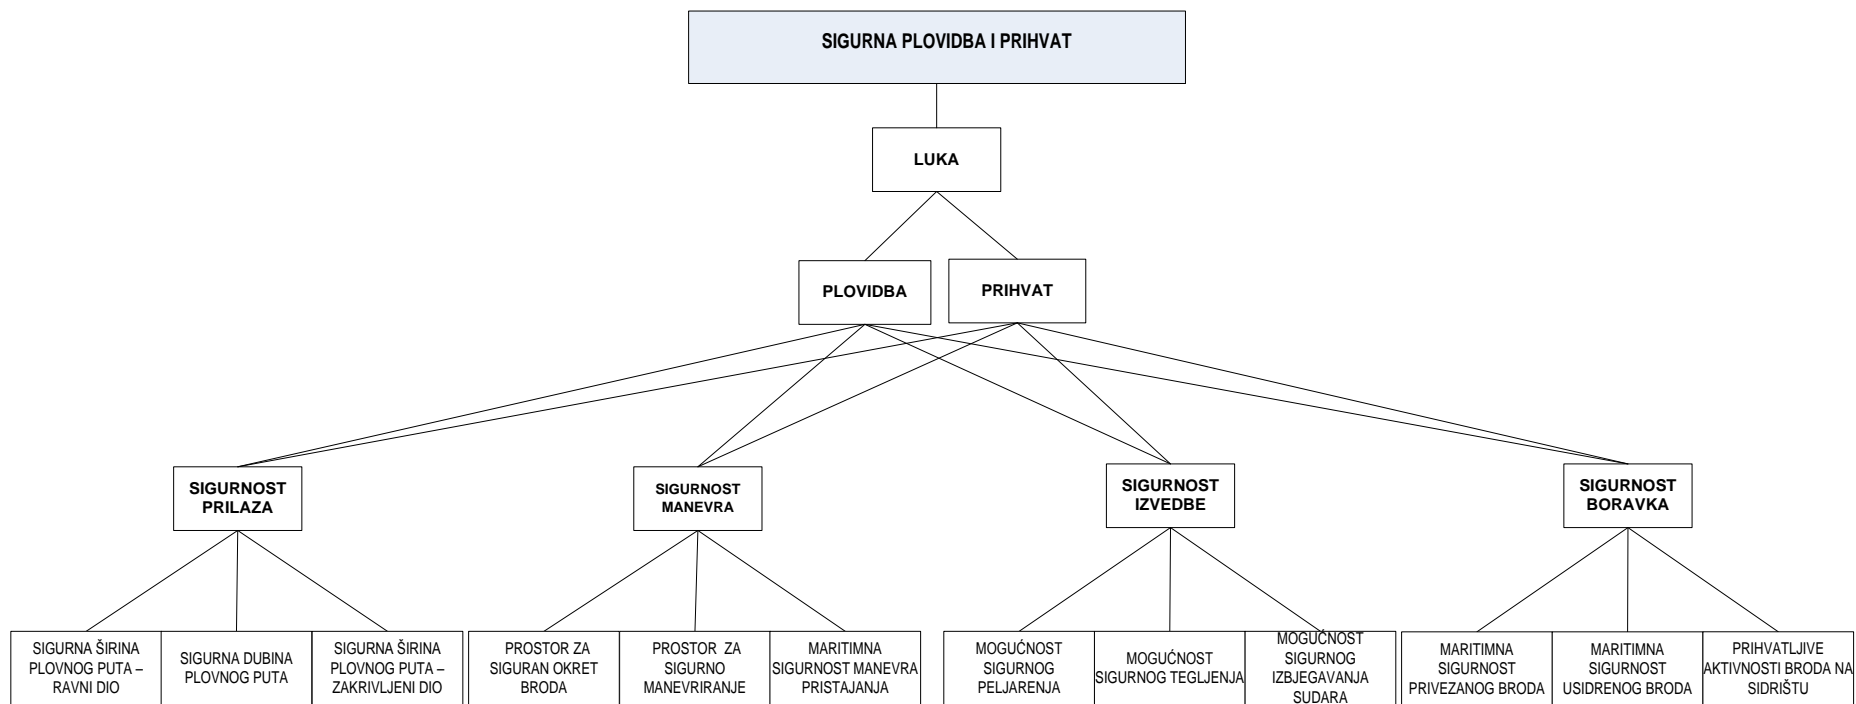 SIGURNA PLOVIDBA I PRIHVAT
LUKA
PLOVIDBA
PRIHVAT
SIGURNOST
PRILAZA
SIGURNOST
MANEVRA
SIGURNOST
IZVEDBE
SIGURNOST
BORAVKA
SIGURNA ŠIRINA
PLOVNOG PUTA –
RAVNI DIO
SIGURNA DUBINA
PLOVNOG PUTA
SIGURNA ŠIRINA
PLOVNOG PUTA –
ZAKRIVLJENI DIO
PROSTOR ZA
SIGURAN OKRET
BRODA
PROSTOR ZA
SIGURNO
MANEVRIRANJE
MARITIMNA
SIGURNOST MANEVRA
PRISTAJANJA
MOGUĆNOST
SIGURNOG
PELJARENJA
MOGUĆNOST
SIGURNOG TEGLJENJA
MOGUĆNOST
SIGURNOG
IZBJEGAVANJA
SUDARA
MARITIMNA
SIGURNOST
PRIVEZANOG BRODA
MARITIMNA
SIGURNOST
USIDRENOG BRODA
PRIHVATLJIVE
AKTIVNOSTI BRODA NA
SIDRIŠTU